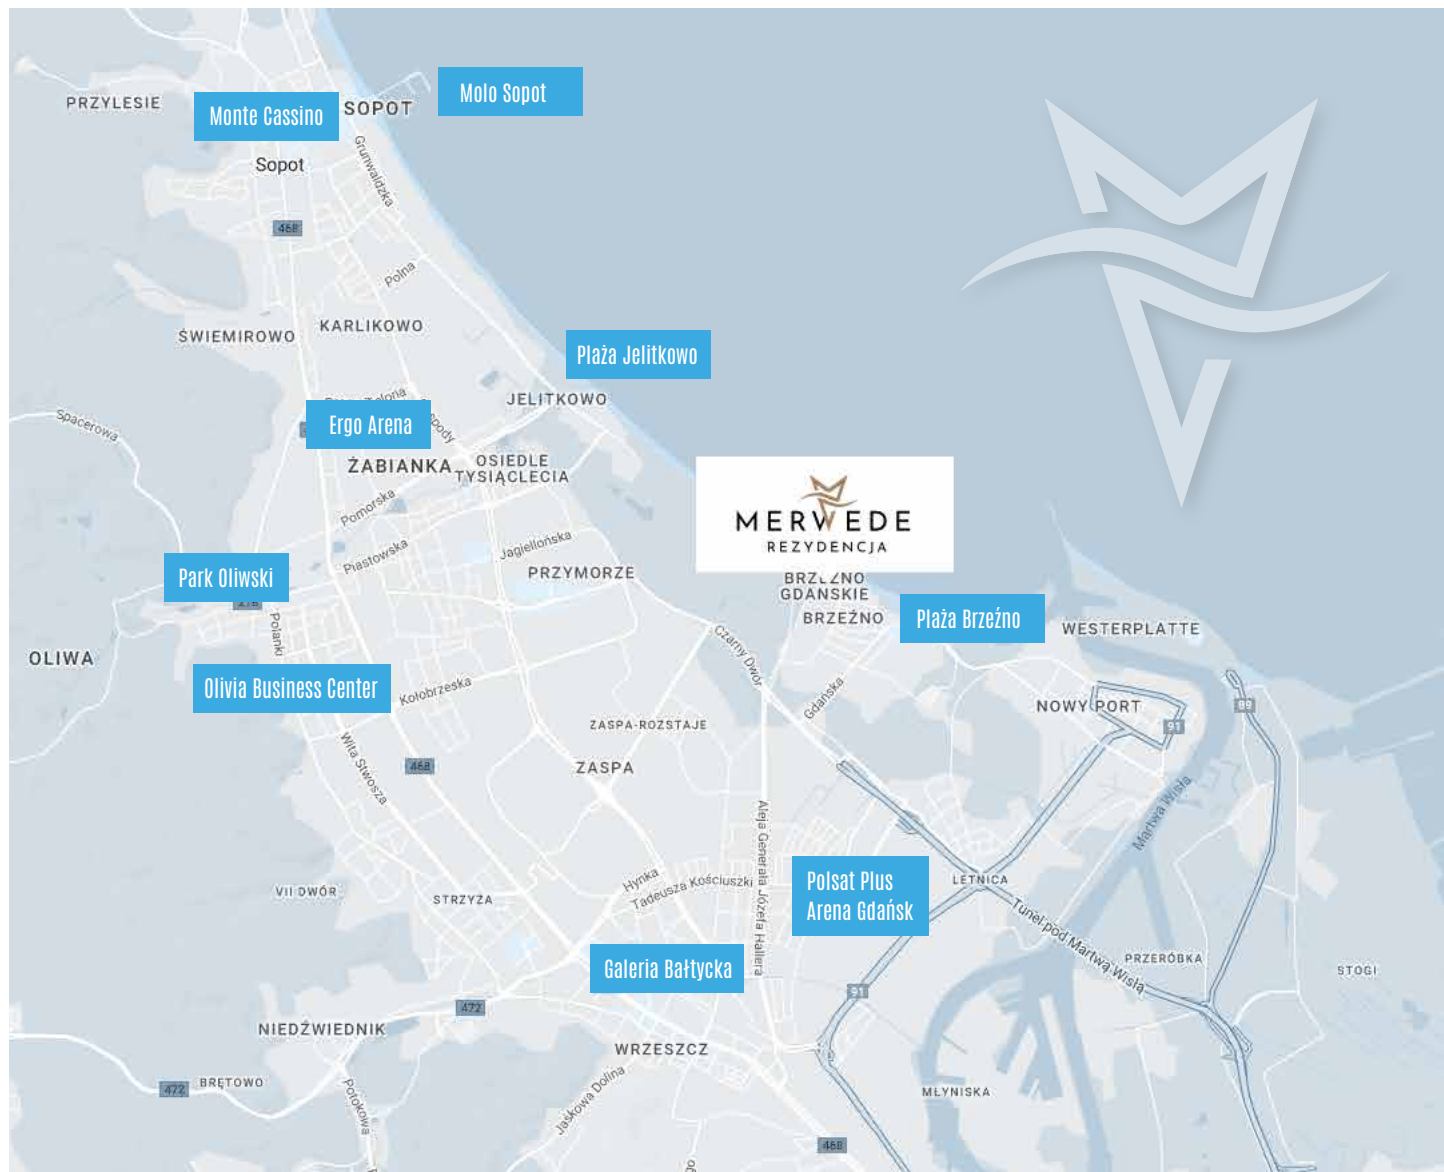 Molo Sopot
PRZYLESIE
Monte Cassino
SOPOT
Sopot
Grunwaldzka
468
Polna
KARLIKOWO
ŚWIEMIROWO
Plaża Jelitkowo
JELITKOWO
Spacerowa
Ergo Arena
ŻABIANKA
OSIEDLE
TYSIĄCLECIA
MERWEDE
REZYDENCJA
Pomorska
Piastowska
Jagiellońska
PRZYMORZE
BRZEŹNO
GDAŃSKIE
BRZEŹNO
Park Oliwski
Plaża Brzeźno
WESTERPLATTE
Polanki
OLIWA
Czarny Dwór
Olivia Business Center
Kołobrzeska
Gdańska
NOWY PORT
89
91
ZASPA-ROZSTAJE
Wita Stwosza
468
ZASPA
Martwa Wisła
Aleja Generała Józefa Hallera
Hynka
Tadeusza Kościuszki
Polsat Plus
Arena Gdańsk
LETNICA
VII DWÓR
STRZYŻA
Tunel pod Martwą Wisłą
PRZERÓBKA
STOGI
Galeria Bałtycka
91
472
NIEDŹWIEDNIK
WRZESZCZ
472
BRĘTOWO
Potokowa
Jaśkowa Dolina
MŁYNISKA
468